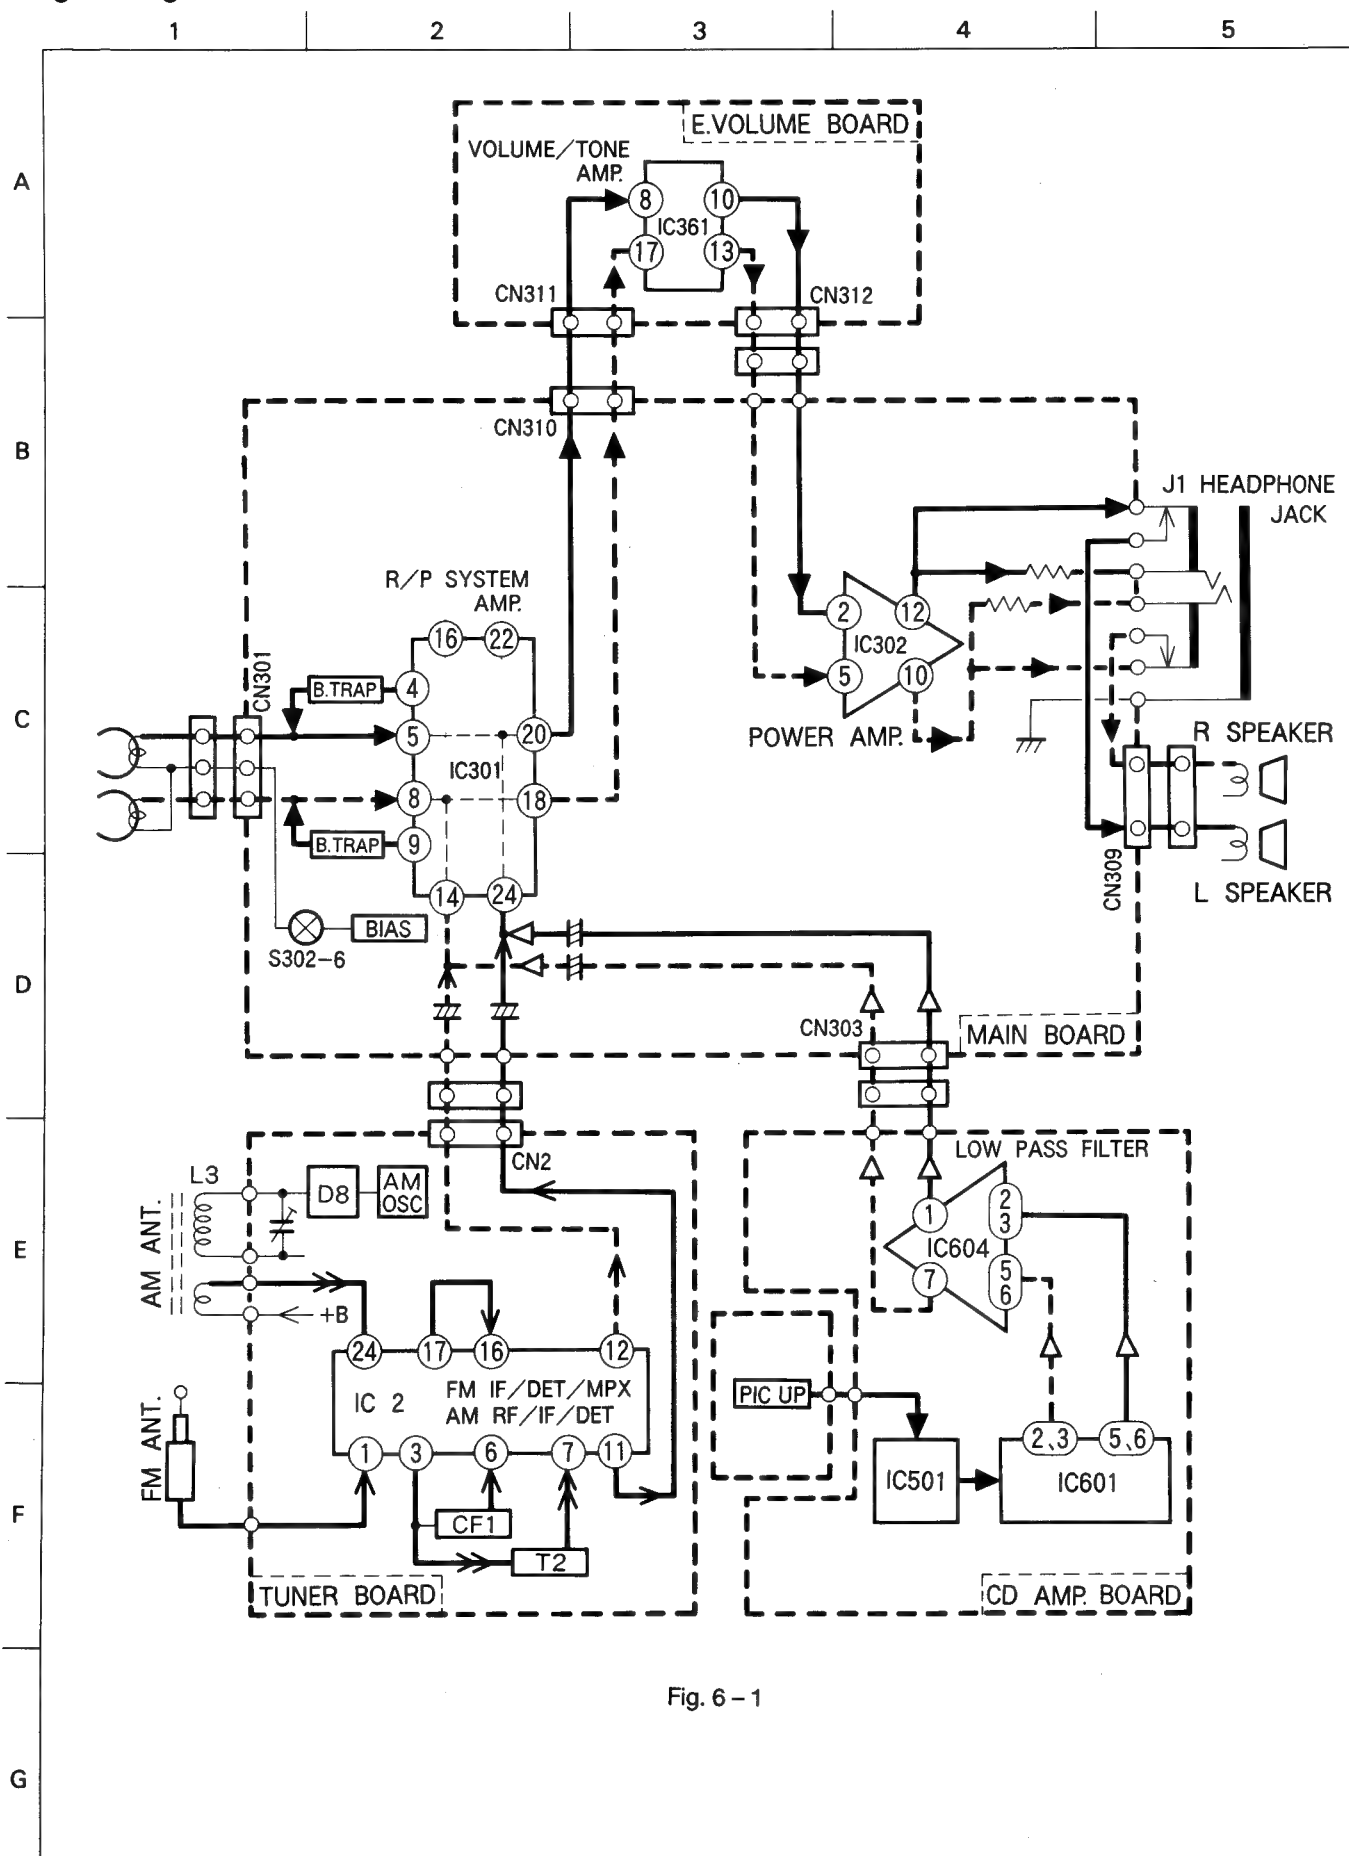 1 2 3 4 5
A
B
C
D
E
F
G
E.VOLUME BOARD
VOLUME/TONE
AMP.
8
10
17
13
IC361
CN311
CN312
CN310
J1 HEADPHONE
JACK
R/P SYSTEM
AMP.
16
22
CN301
B.TRAP
4
5
20
IC301
8
18
B.TRAP
9
14
24
BIAS
S302-6
2
12
IC302
5
10
POWER AMP.
R SPEAKER
CN309
L SPEAKER
CN303
MAIN BOARD
CN2
L3
D8
AM
OSC
AM ANT.
+B
24
17
16
12
IC 2
FM IF/DET/MPX
AM RF/IF/DET
FM ANT.
1
3
6
7
11
CF1
T2
TUNER BOARD
LOW PASS FILTER
1
2
3
IC604
7
5
6
PIC UP
2、3
5、6
IC501
IC601
CD AMP. BOARD
Fig. 6-1